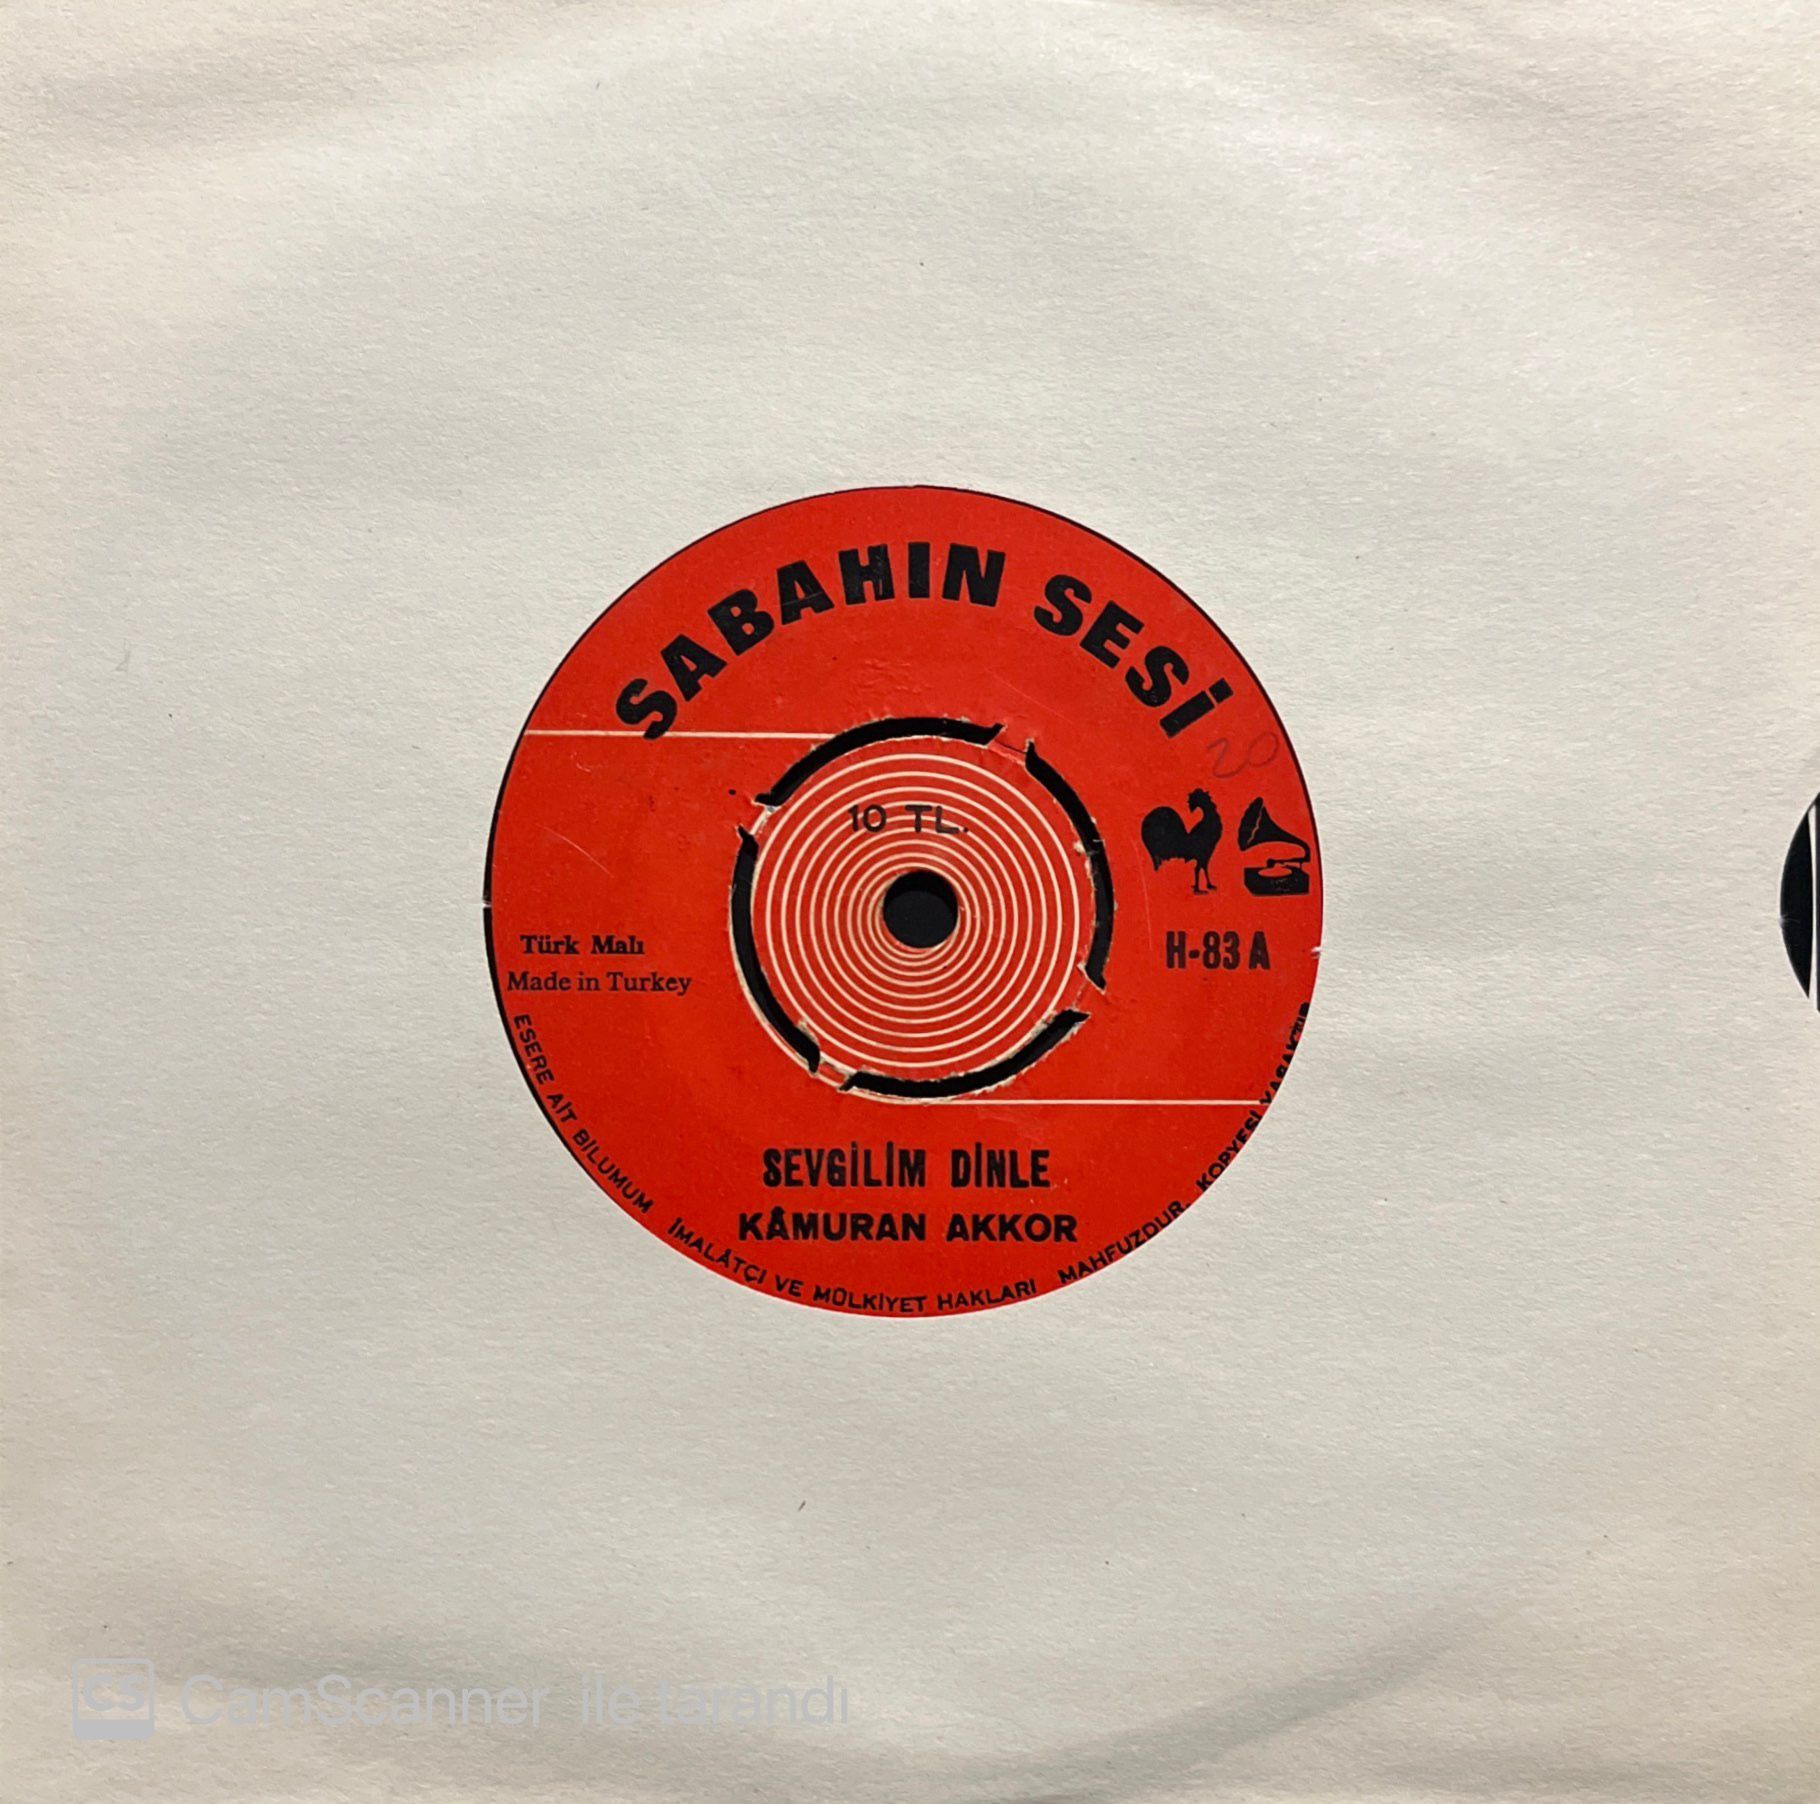 SABAHIN SESİ
20
10 TL.
Türk Malı
Made in Turkey
H-83 A
SEVGİLİM DİNLE
KÂMURAN AKKOR
ESERE AİT BİLUMUM İMALÂTÇI VE MÜLKİYET HAKLARI MAHFUZDUR. KOPYESİ YASAKTIR
CS CamScanner ile tarandı